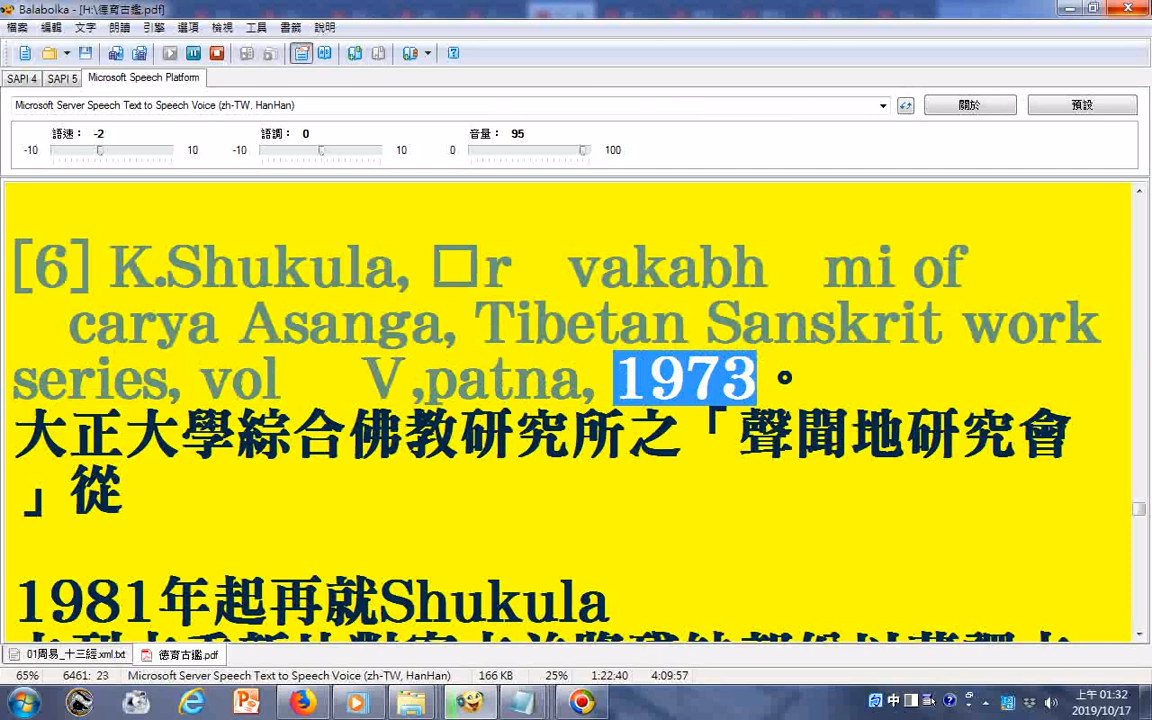 Balabolka - [H:\德育古鑑.pdf]
檔案 編輯 文字 朗讀 引擎 選項 檢視 工具 書籤 說明
SAPI 4 SAPI 5 Microsoft Speech Platform
Microsoft Server Speech Text to Speech Voice (zh-TW, HanHan) 關於 預設
語速： -2 語調： 0 音量： 95
-10 10 -10 10 0 100
[6] K.Shukula, □r vakabh mi of
carya Asanga, Tibetan Sanskrit work
series, vol V,patna, 1973。
大正大學綜合佛教研究所之「聲聞地研究會
」從
1981年起再就Shukula
01周易_十三經.xml.txt 德育古鑑.pdf
65% 6461: 23 Microsoft Server Speech Text to Speech Voice (zh-TW, HanHan) 166 KB 25% 1:22:40 4:09:57
中 上午 01:32
2019/10/17